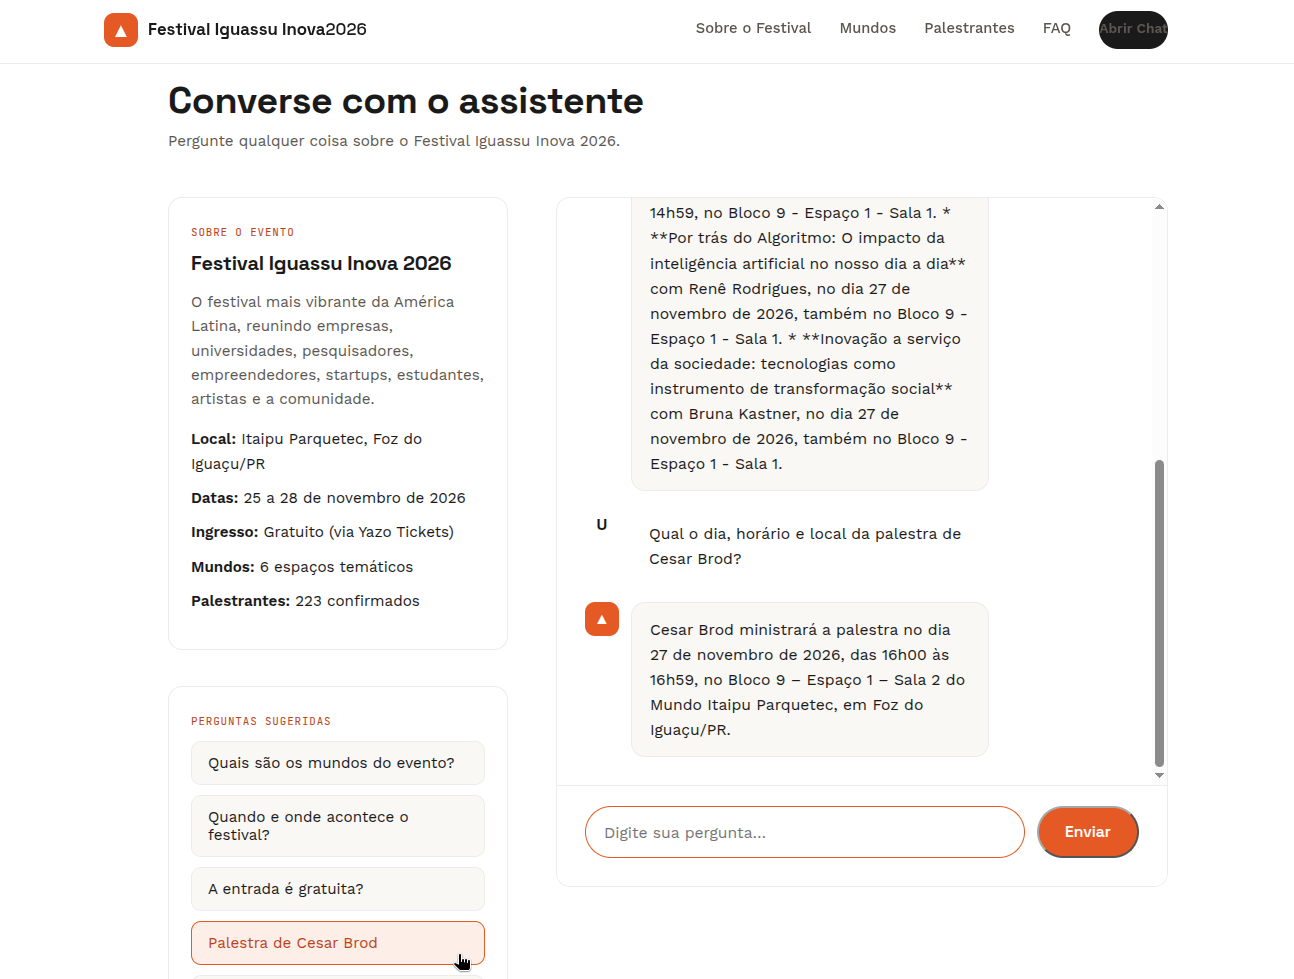 Festival Iguassu Inova2026
Sobre o Festival
Mundos
Palestrantes
FAQ
Abrir Chat
Converse com o assistente
Pergunte qualquer coisa sobre o Festival Iguassu Inova 2026.
SOBRE O EVENTO
Festival Iguassu Inova 2026
O festival mais vibrante da América
Latina, reunindo empresas,
universidades, pesquisadores,
empreendedores, startups, estudantes,
artistas e a comunidade.
Local: Itaipu Parquetec, Foz do
Iguaçu/PR
Datas: 25 a 28 de novembro de 2026
Ingresso: Gratuito (via Yazo Tickets)
Mundos: 6 espaços temáticos
Palestrantes: 223 confirmados
PERGUNTAS SUGERIDAS
Quais são os mundos do evento?
Quando e onde acontece o
festival?
A entrada é gratuita?
Palestra de Cesar Brod
14h59, no Bloco 9 - Espaço 1 - Sala 1. *
**Por trás do Algoritmo: O impacto da
inteligência artificial no nosso dia a dia**
com Renê Rodrigues, no dia 27 de
novembro de 2026, também no Bloco 9 -
Espaço 1 - Sala 1. * **Inovação a serviço
da sociedade: tecnologias como
instrumento de transformação social**
com Bruna Kastner, no dia 27 de
novembro de 2026, também no Bloco 9 -
Espaço 1 - Sala 1.
U
Qual o dia, horário e local da palestra de
Cesar Brod?
Cesar Brod ministrará a palestra no dia
27 de novembro de 2026, das 16h00 às
16h59, no Bloco 9 – Espaço 1 – Sala 2 do
Mundo Itaipu Parquetec, em Foz do
Iguaçu/PR.
Digite sua pergunta...
Enviar